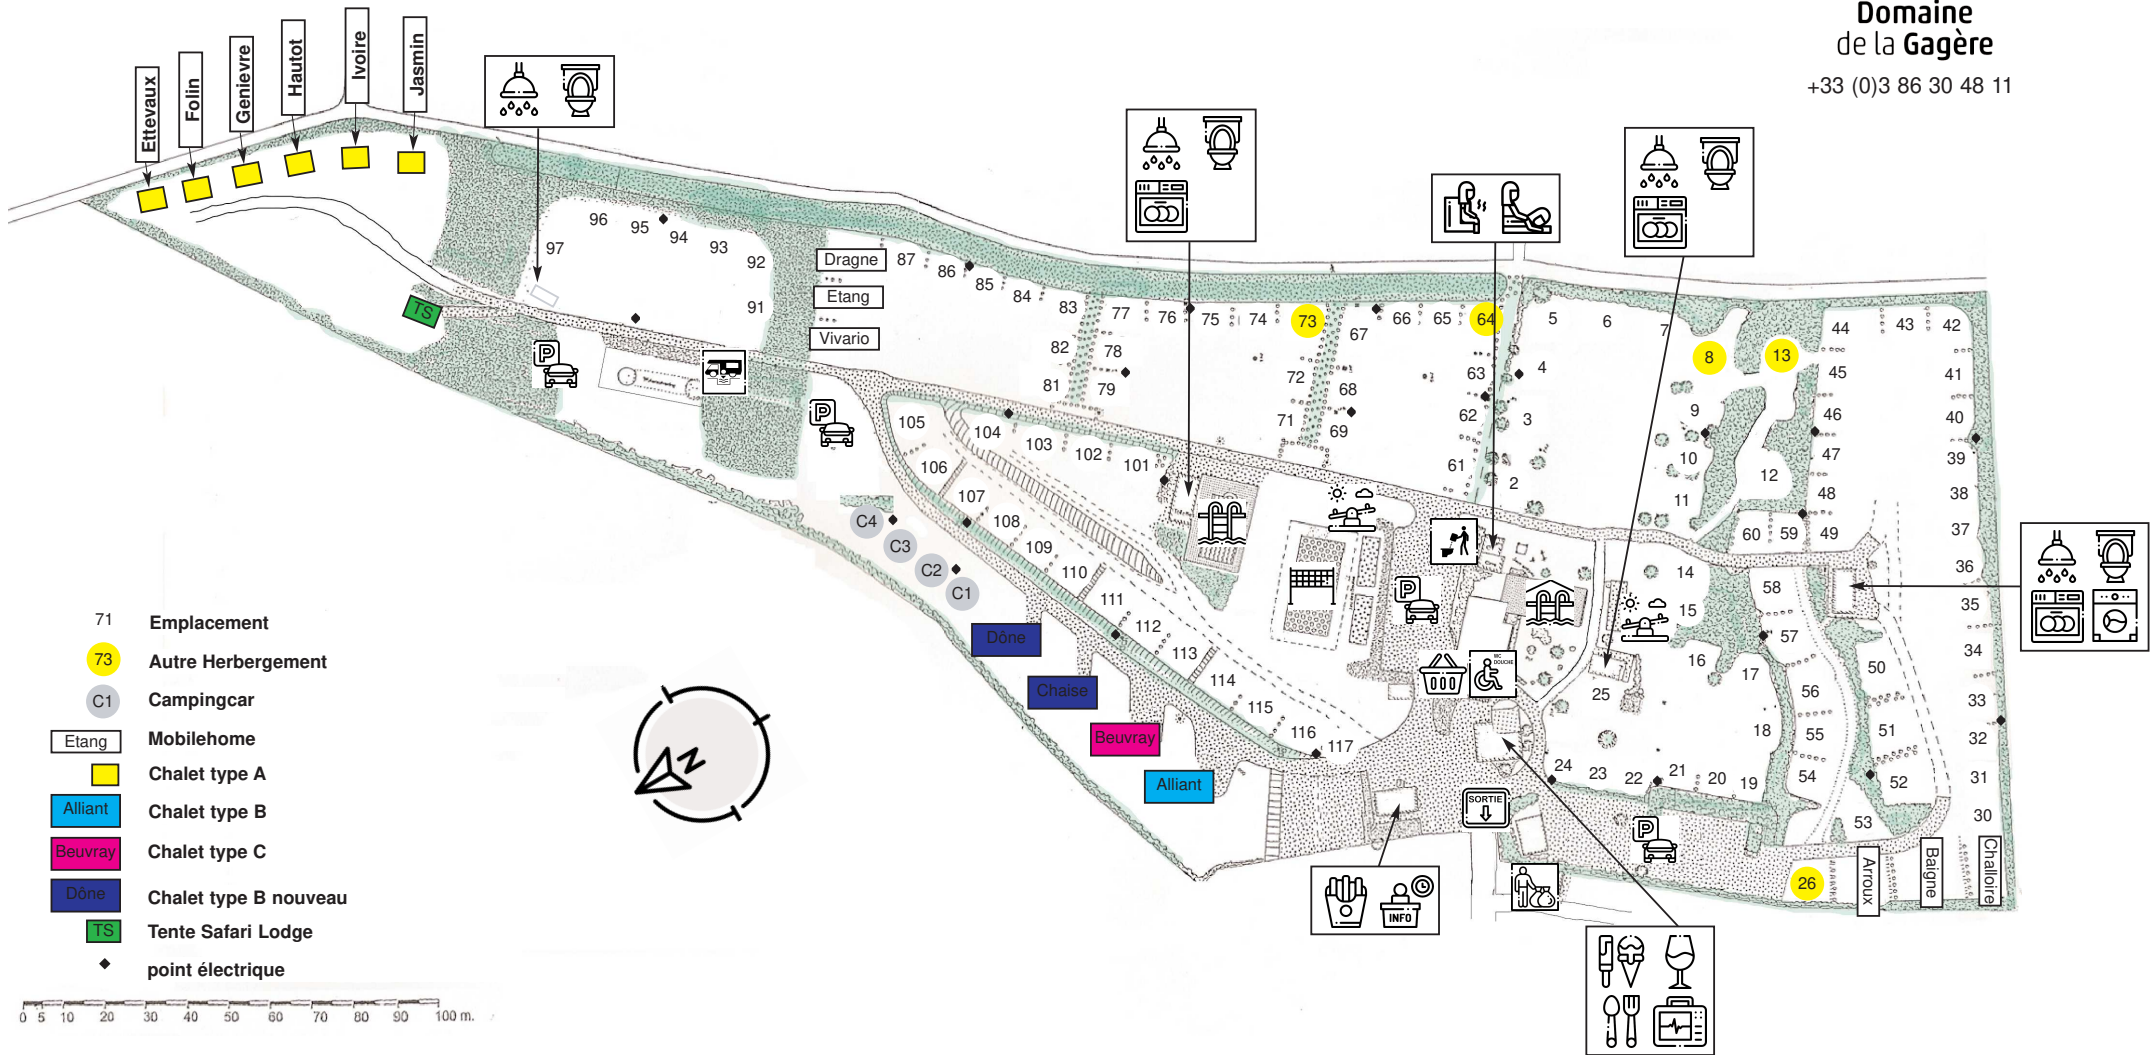 Domaine
de la Gagère
+33 (0)3 86 30 48 11
Ettevaux
Folin
Genievre
Hautot
Ivoire
Jasmin
TS
97
96
95
94
93
92
91
Dragne
Etang
Vivario
87
86
85
84
83
82
81
77
78
79
76
75
74
73
72
71
67
68
69
66
65
64
63
62
61
5
6
7
4
3
2
8
13
9
10
11
12
44
43
42
45
41
46
40
47
39
48
38
60
59
49
37
36
35
34
33
32
31
30
105
104
103
102
101
106
107
108
109
110
111
112
113
114
115
116
117
C4
C3
C2
C1
Dône
Chaise
Beuvray
Alliant
P
P
P
P
WC
DOUCHE
SORTIE
INFO
14
15
16
17
18
19
20
21
22
23
24
25
58
57
56
55
54
53
50
51
52
26
Arroux
Baigne
Challoire
N
71 Emplacement
73 Autre Herbergement
C1 Campingcar
Etang Mobilehome
Chalet type A
Alliant Chalet type B
Beuvray Chalet type C
Dône Chalet type B nouveau
TS Tente Safari Lodge
point électrique
0 5 10 20 30 40 50 60 70 80 90 100 m.